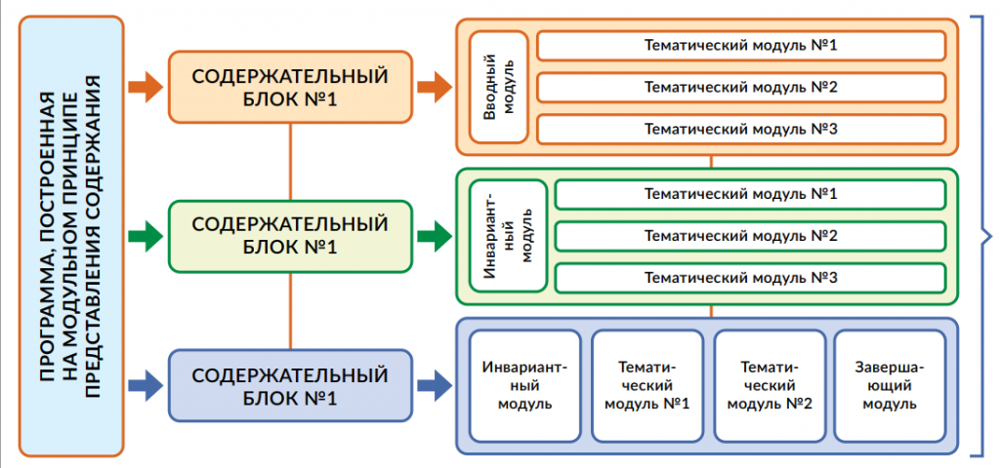 ПРОГРАММА, ПОСТРОЕННАЯ
НА МОДУЛЬНОМ ПРИНЦИПЕ
ПРЕДСТАВЛЕНИЯ СОДЕРЖАНИЯ
СОДЕРЖАТЕЛЬНЫЙ
БЛОК №1
Вводный
модуль
Тематический модуль №1
Тематический модуль №2
Тематический модуль №3
СОДЕРЖАТЕЛЬНЫЙ
БЛОК №1
Инвариант-
ный
модуль
Тематический модуль №1
Тематический модуль №2
Тематический модуль №3
СОДЕРЖАТЕЛЬНЫЙ
БЛОК №1
Инвариант-
ный
модуль
Темати-
ческий
модуль №1
Темати-
ческий
модуль №2
Заверша-
ющий
модуль